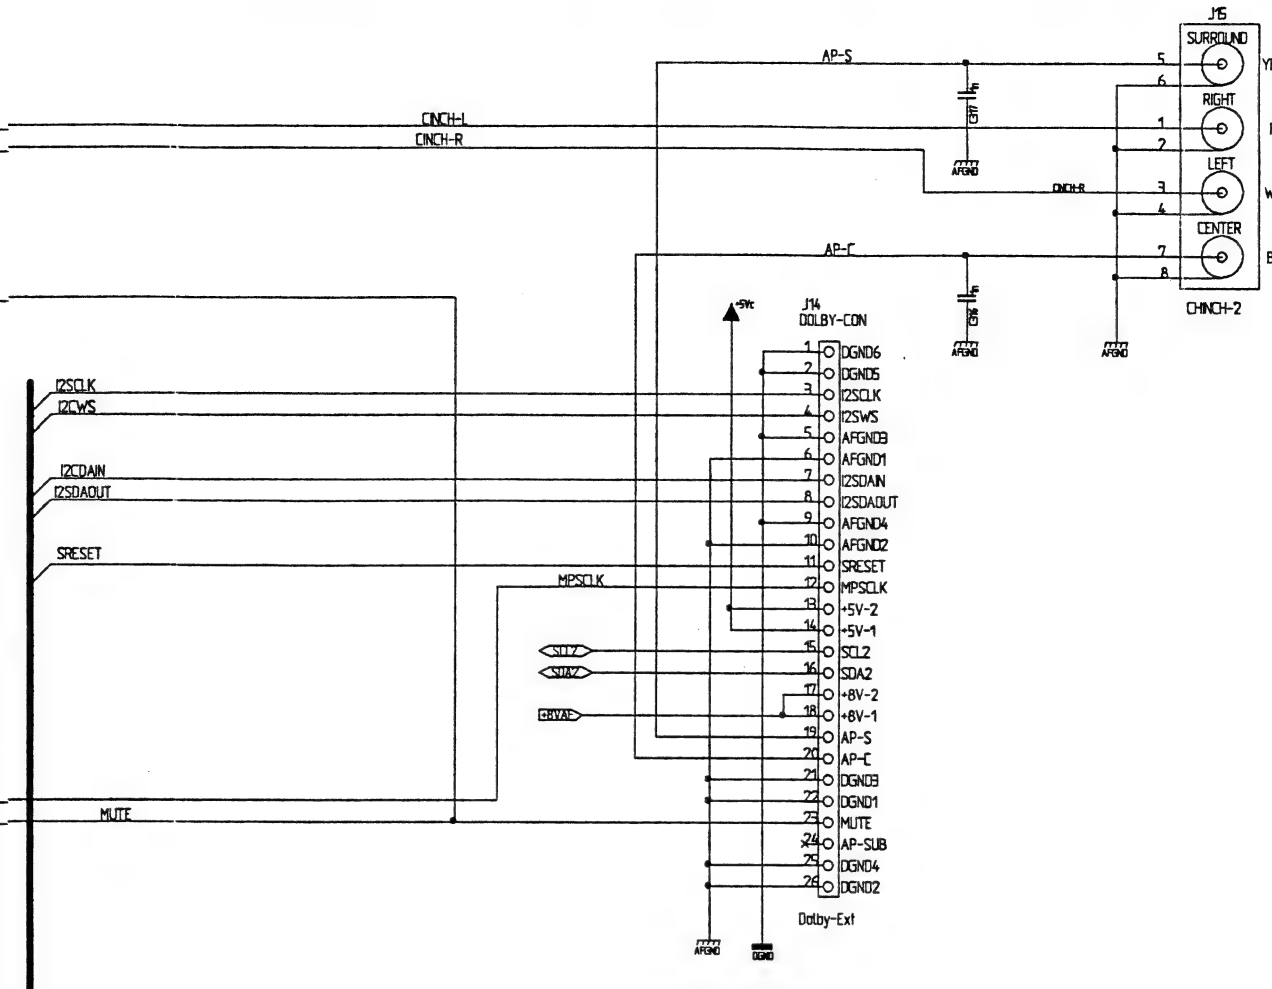 J15
SURROUND
AP-S
5
6
1n
C317
AFGND
RIGHT
CINCH-L
1
CINCH-R
2
LEFT
CINCH-R
3
4
CENTER
AP-C
7
8
1n
C316
AFGND
AFGND
CHINCH-2
+5Vc
J14
DOLBY-CON
1 DGND6
2 DGND5
I2SCLK
3 I2SCLK
I2CWS
4 I2SWS
5 AFGND3
6 AFGND1
I2CDAIN
7 I2SDAIN
I2SDAOUT
8 I2SDAOUT
9 AFGND4
10 AFGND2
SRESET
11 SRESET
MPSCLK
12 MPSCLK
13 +5V-2
14 +5V-1
SCL2
15 SCL2
SDA2
16 SDA2
17 +8V-2
+8VAF
18 +8V-1
19 AP-S
20 AP-C
21 DGND3
22 DGND1
MUTE
23 MUTE
24 AP-SUB
25 DGND4
26 DGND2
Dolby-Ext
AFGND
DGND